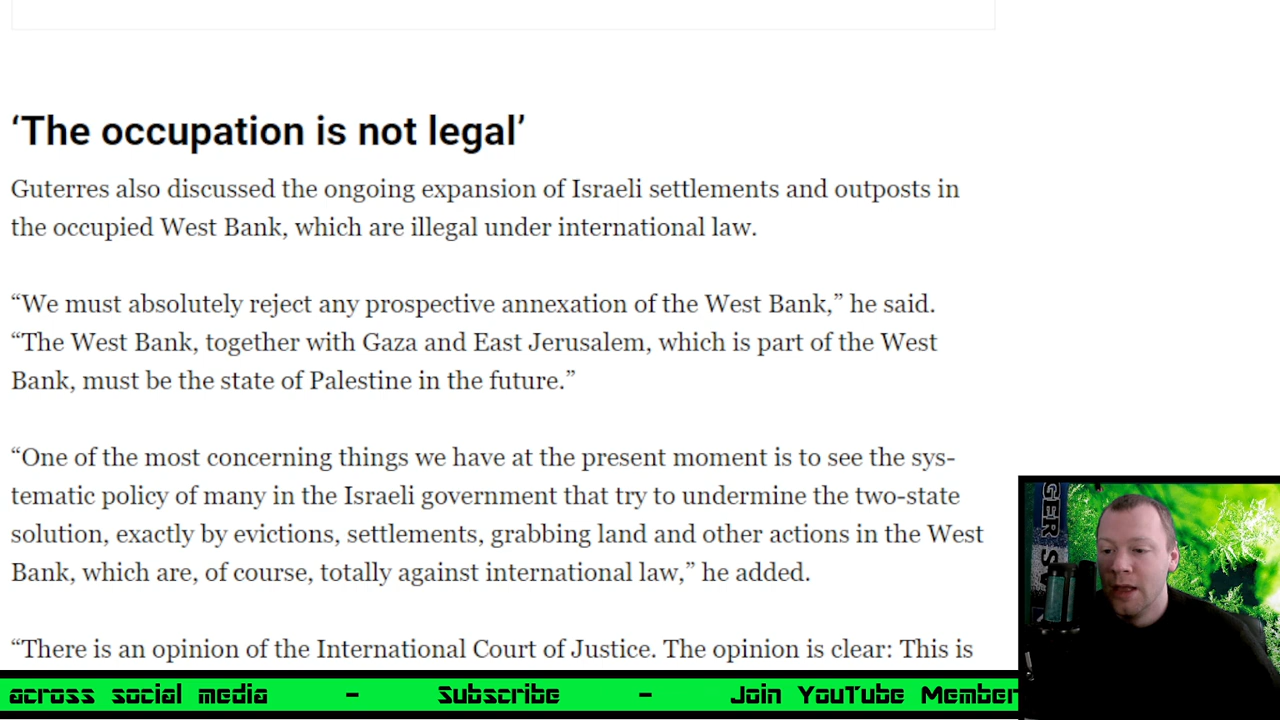 ‘The occupation is not legal’
Guterres also discussed the ongoing expansion of Israeli settlements and outposts in
the occupied West Bank, which are illegal under international law.
“We must absolutely reject any prospective annexation of the West Bank,” he said.
“The West Bank, together with Gaza and East Jerusalem, which is part of the West
Bank, must be the state of Palestine in the future.”
“One of the most concerning things we have at the present moment is to see the sys-
tematic policy of many in the Israeli government that try to undermine the two-state
solution, exactly by evictions, settlements, grabbing land and other actions in the West
Bank, which are, of course, totally against international law,” he added.
“There is an opinion of the International Court of Justice. The opinion is clear: This is
across social media - Subscribe - Join YouTube Member